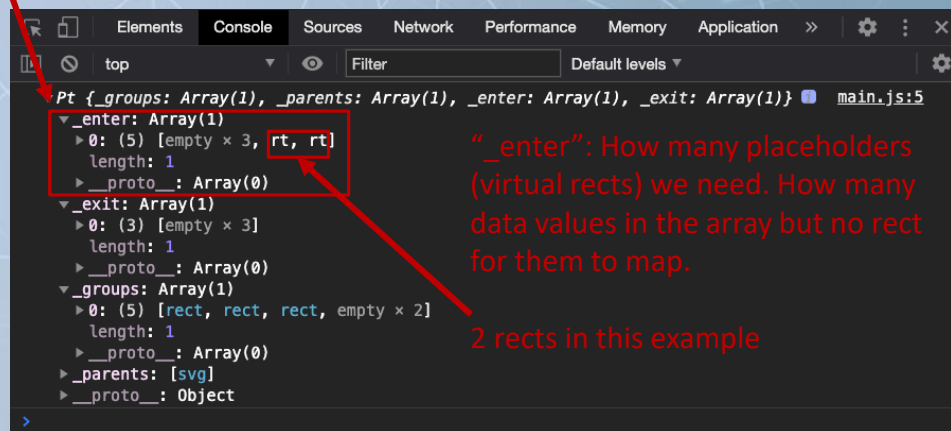 Elements Console Sources Network Performance Memory Application »
top Filter Default levels ▼
Pt {_groups: Array(1), _parents: Array(1), _enter: Array(1), _exit: Array(1)} i main.js:5
▼_enter: Array(1)
▶0: (5) [empty × 3, rt, rt]
length: 1
▶__proto__: Array(0)
▼_exit: Array(1)
▶0: (3) [empty × 3]
length: 1
▶__proto__: Array(0)
▼_groups: Array(1)
▶0: (5) [rect, rect, rect, empty × 2]
length: 1
▶__proto__: Array(0)
▶_parents: [svg]
▶__proto__: Object
>
“_enter”: How many placeholders
(virtual rects) we need. How many
data values in the array but no rect
for them to map.
2 rects in this example